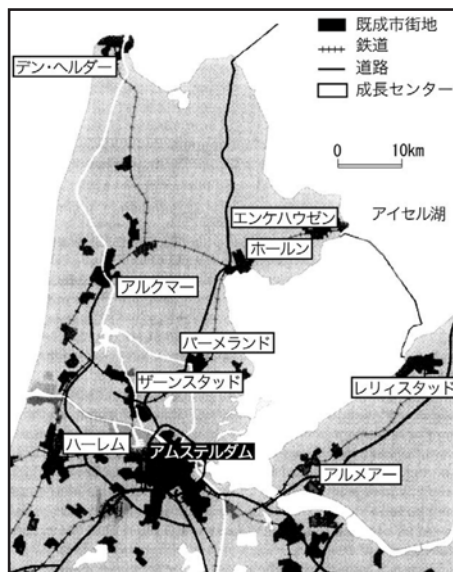 既成市街地
鉄道
道路
成長センター
0 10km
デン・ヘルダー
エンケハウゼン
アイセル湖
ホールン
アルクマー
パーメランド
ザーンスタッド
レリィスタッド
ハーレム
アムステルダム
アルメアー